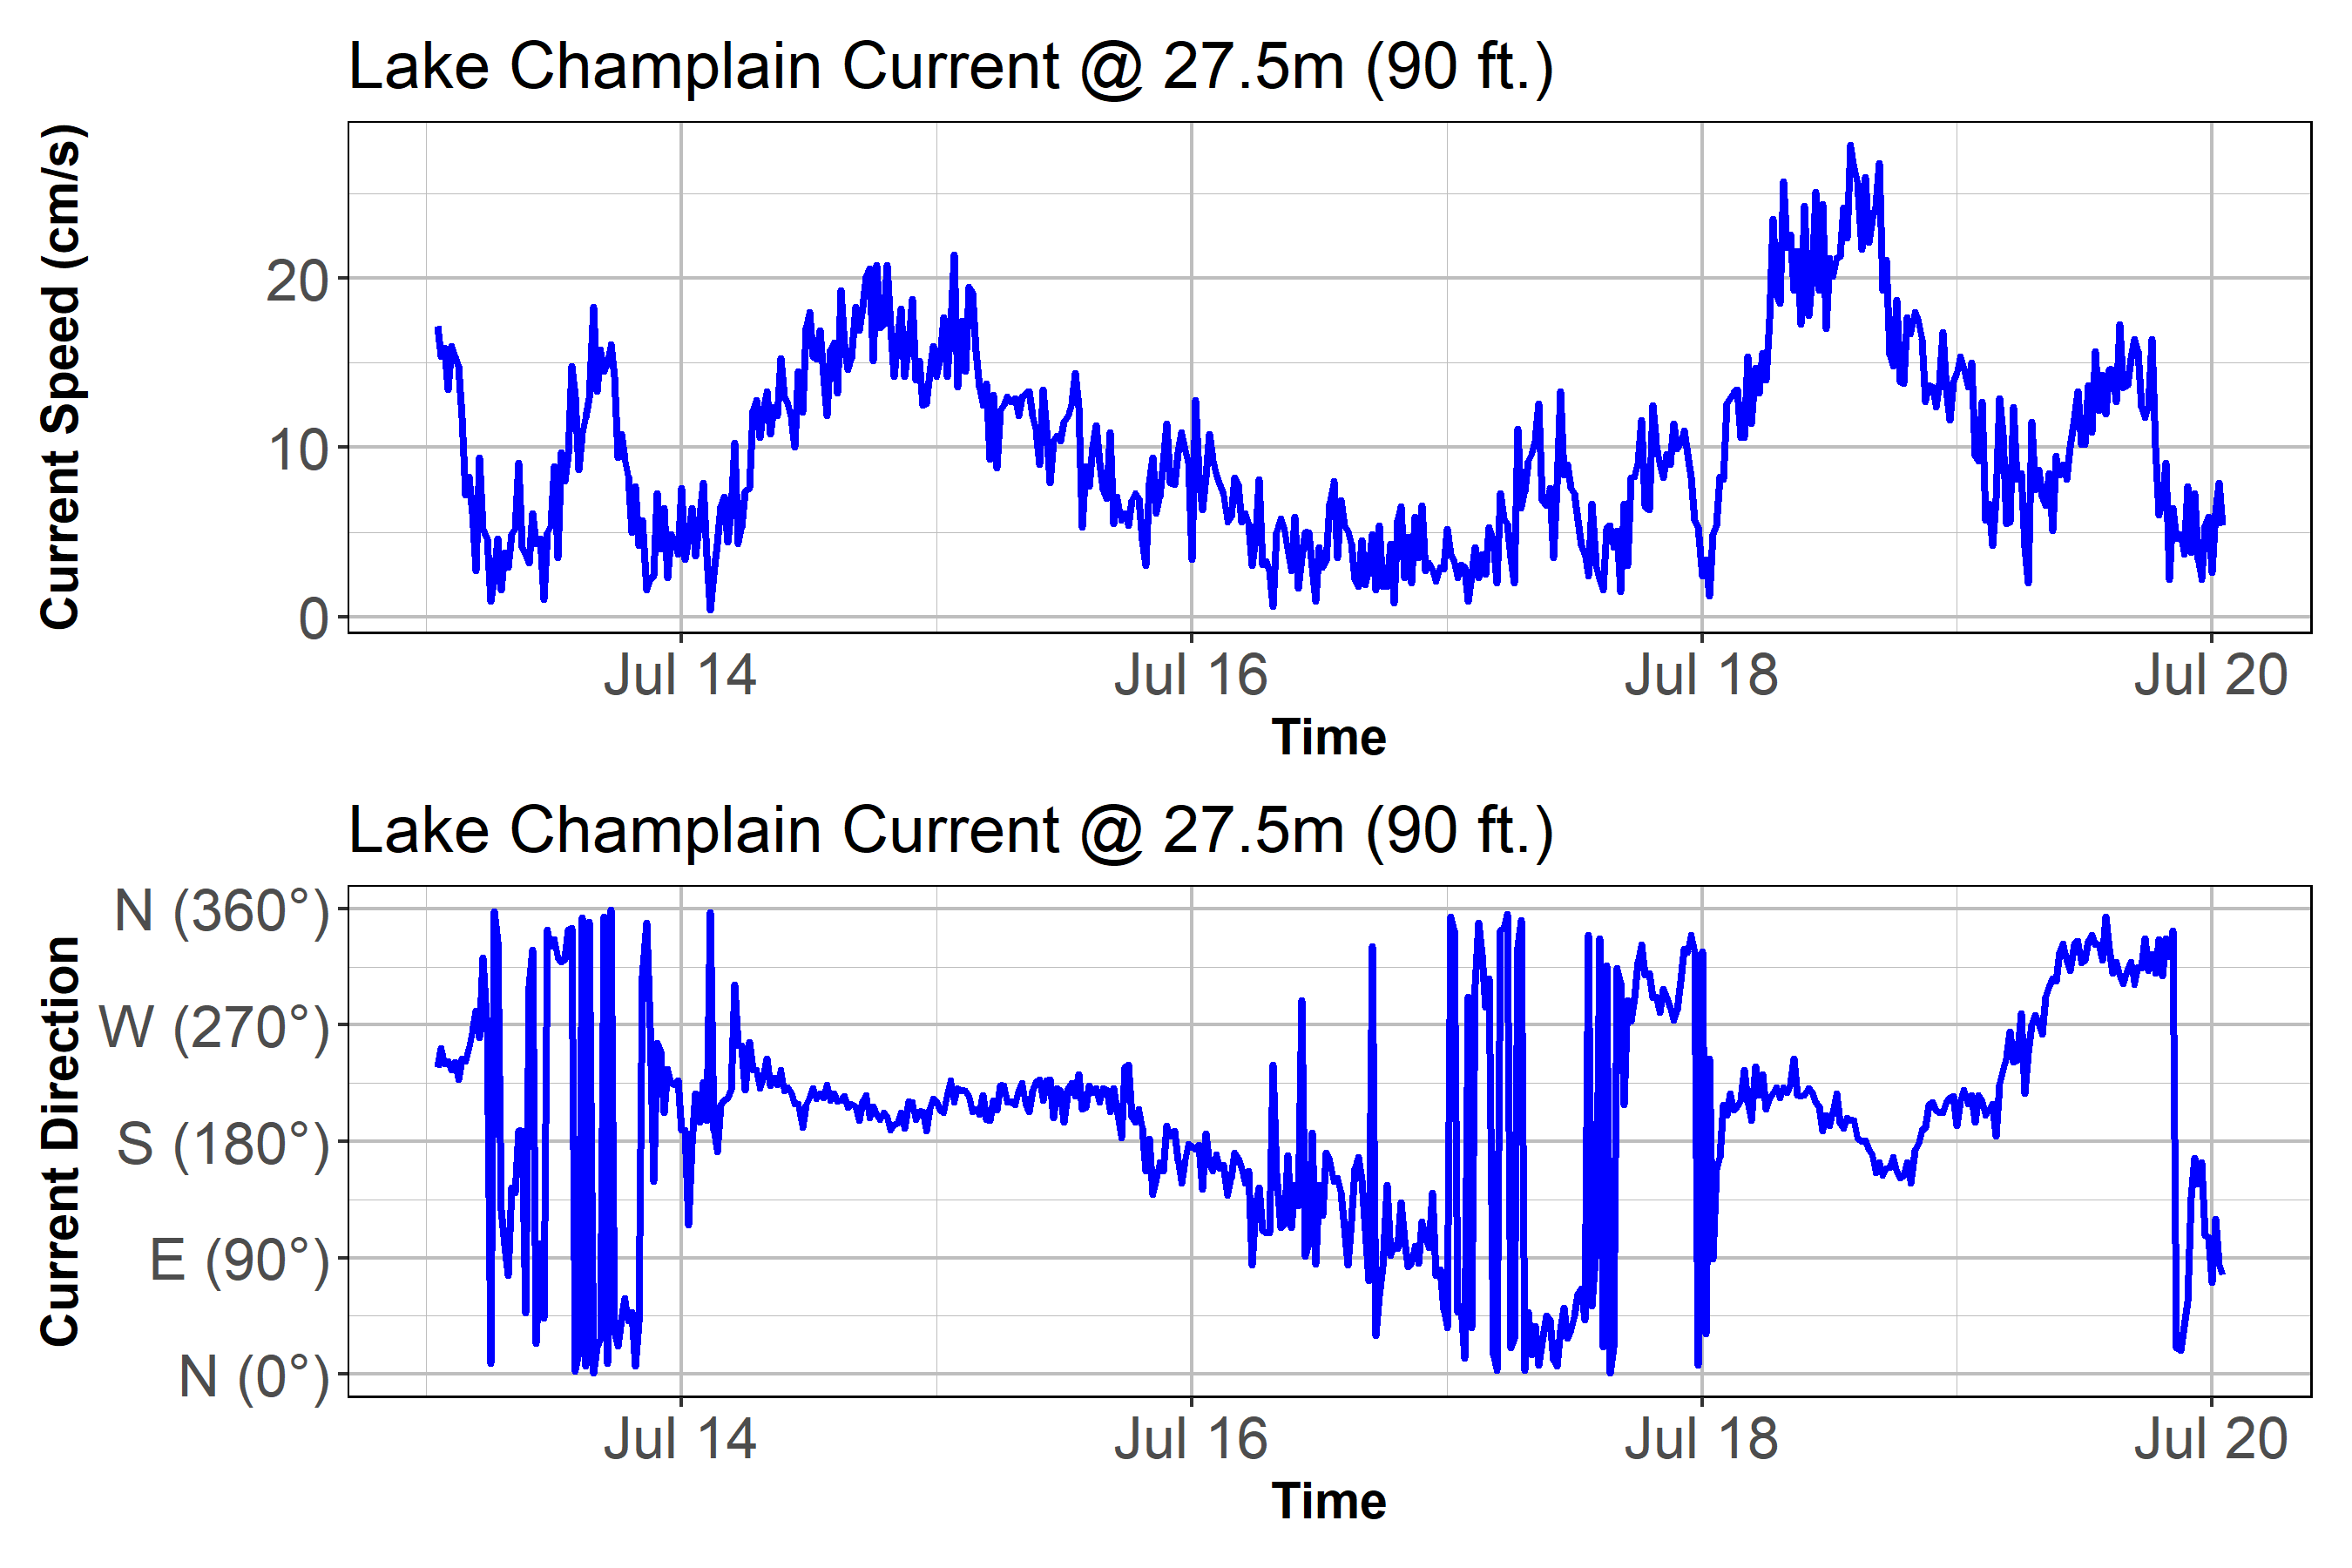 Lake Champlain Current @ 27.5m (90 ft.)
Current Speed (cm/s)
20
10
0
Jul 14 Jul 16 Jul 18 Jul 20
Time
Lake Champlain Current @ 27.5m (90 ft.)
Current Direction
N (360°)
W (270°)
S (180°)
E (90°)
N (0°)
Jul 14 Jul 16 Jul 18 Jul 20
Time